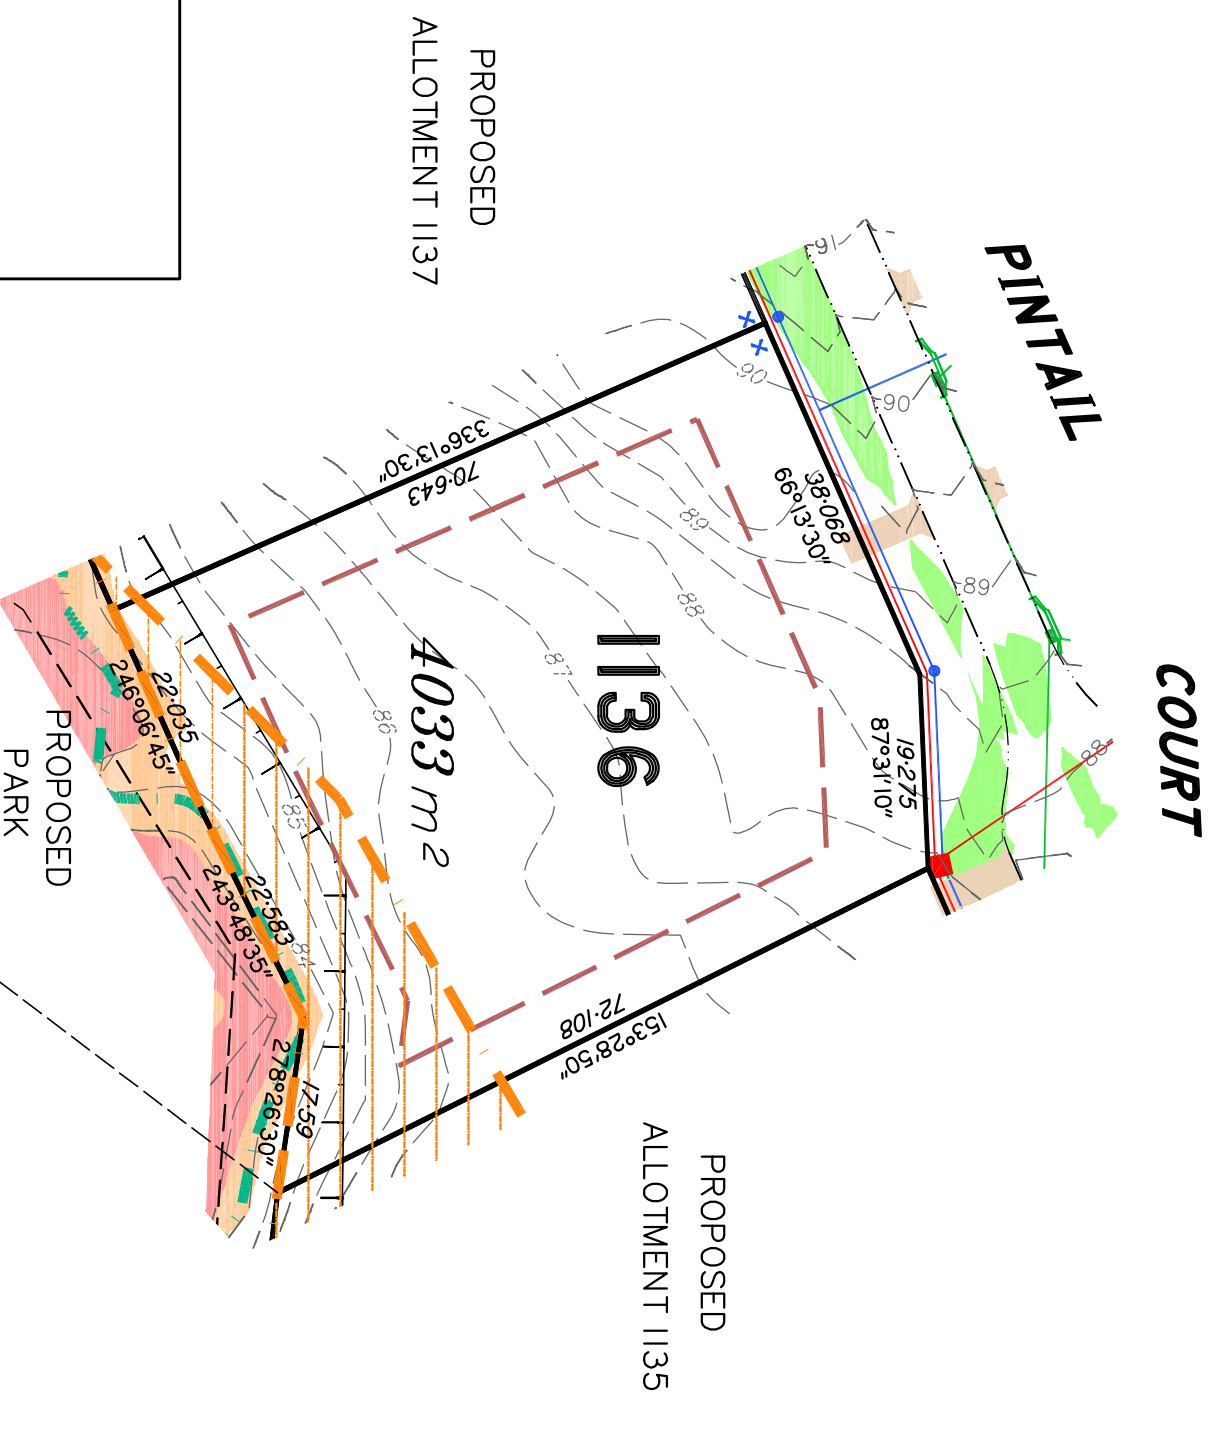 PINTAIL
COURT
PROPOSED
ALLOTMENT 1137
PROPOSED
ALLOTMENT 1135
PROPOSED
PARK
1136
4033 m2
38·068
66°13'30"
19·275
87°31'10"
336°13'30"
70·643
72·108
153°28'50"
22·035
246°06'45"
22·583
243°48'35"
17·59
278°26'30"
91
90
90
89
89
88
88
87
86
85
84